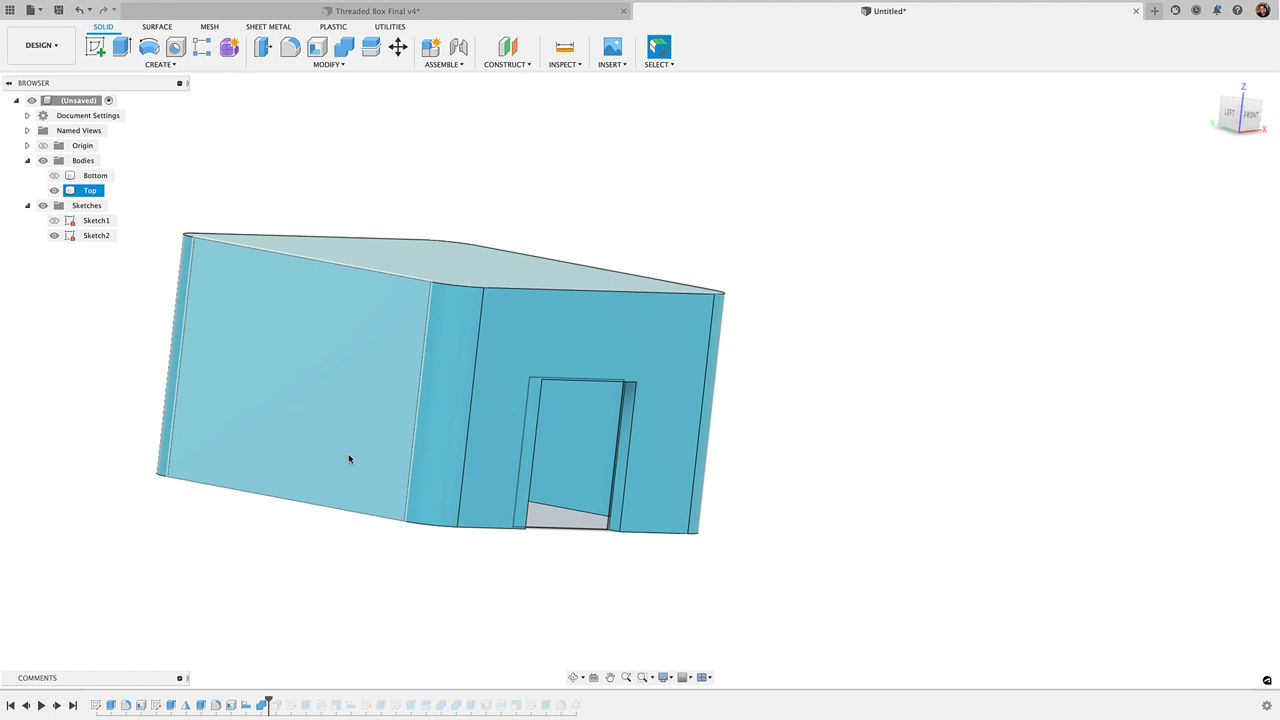 Threaded Box Final v4*
Untitled*
DESIGN
SOLID
SURFACE
MESH
SHEET METAL
PLASTIC
UTILITIES
CREATE
MODIFY
ASSEMBLE
CONSTRUCT
INSPECT
INSERT
SELECT
BROWSER
(Unsaved)
Document Settings
Named Views
Origin
Bodies
Bottom
Top
Sketches
Sketch1
Sketch2
Z
LEFT
FRONT
Y
X
COMMENTS